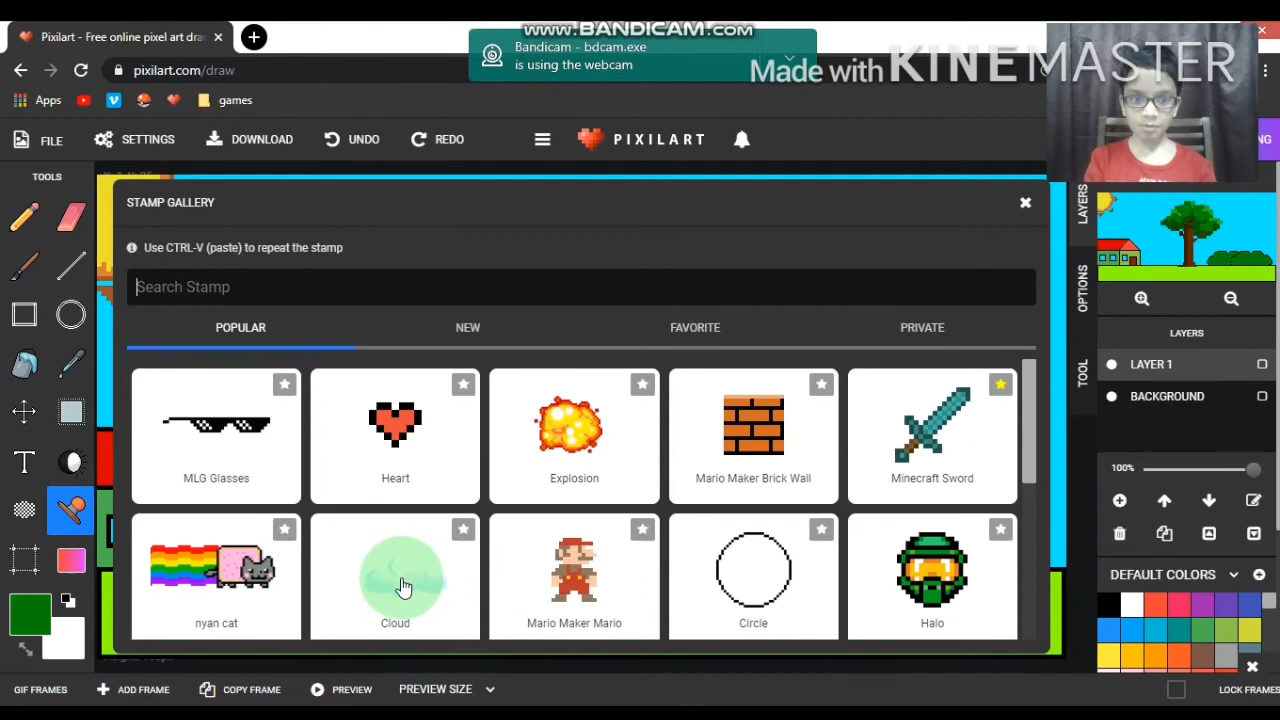 WWW.BANDICAM.COM
Pixilart - Free online pixel art dra
Bandicam - bdcam.exe
is using the webcam
Made with KINEMASTER
pixilart.com/draw
Apps
games
FILE
SETTINGS
DOWNLOAD
UNDO
REDO
PIXILART
NG
TOOLS
STAMP GALLERY
Use CTRL-V (paste) to repeat the stamp
Search Stamp
POPULAR
NEW
FAVORITE
PRIVATE
MLG Glasses
Heart
Explosion
Mario Maker Brick Wall
Minecraft Sword
nyan cat
Cloud
Mario Maker Mario
Circle
Halo
LAYERS
OPTIONS
TOOL
LAYERS
LAYER 1
BACKGROUND
100%
DEFAULT COLORS
GIF FRAMES
ADD FRAME
COPY FRAME
PREVIEW
PREVIEW SIZE
LOCK FRAMES